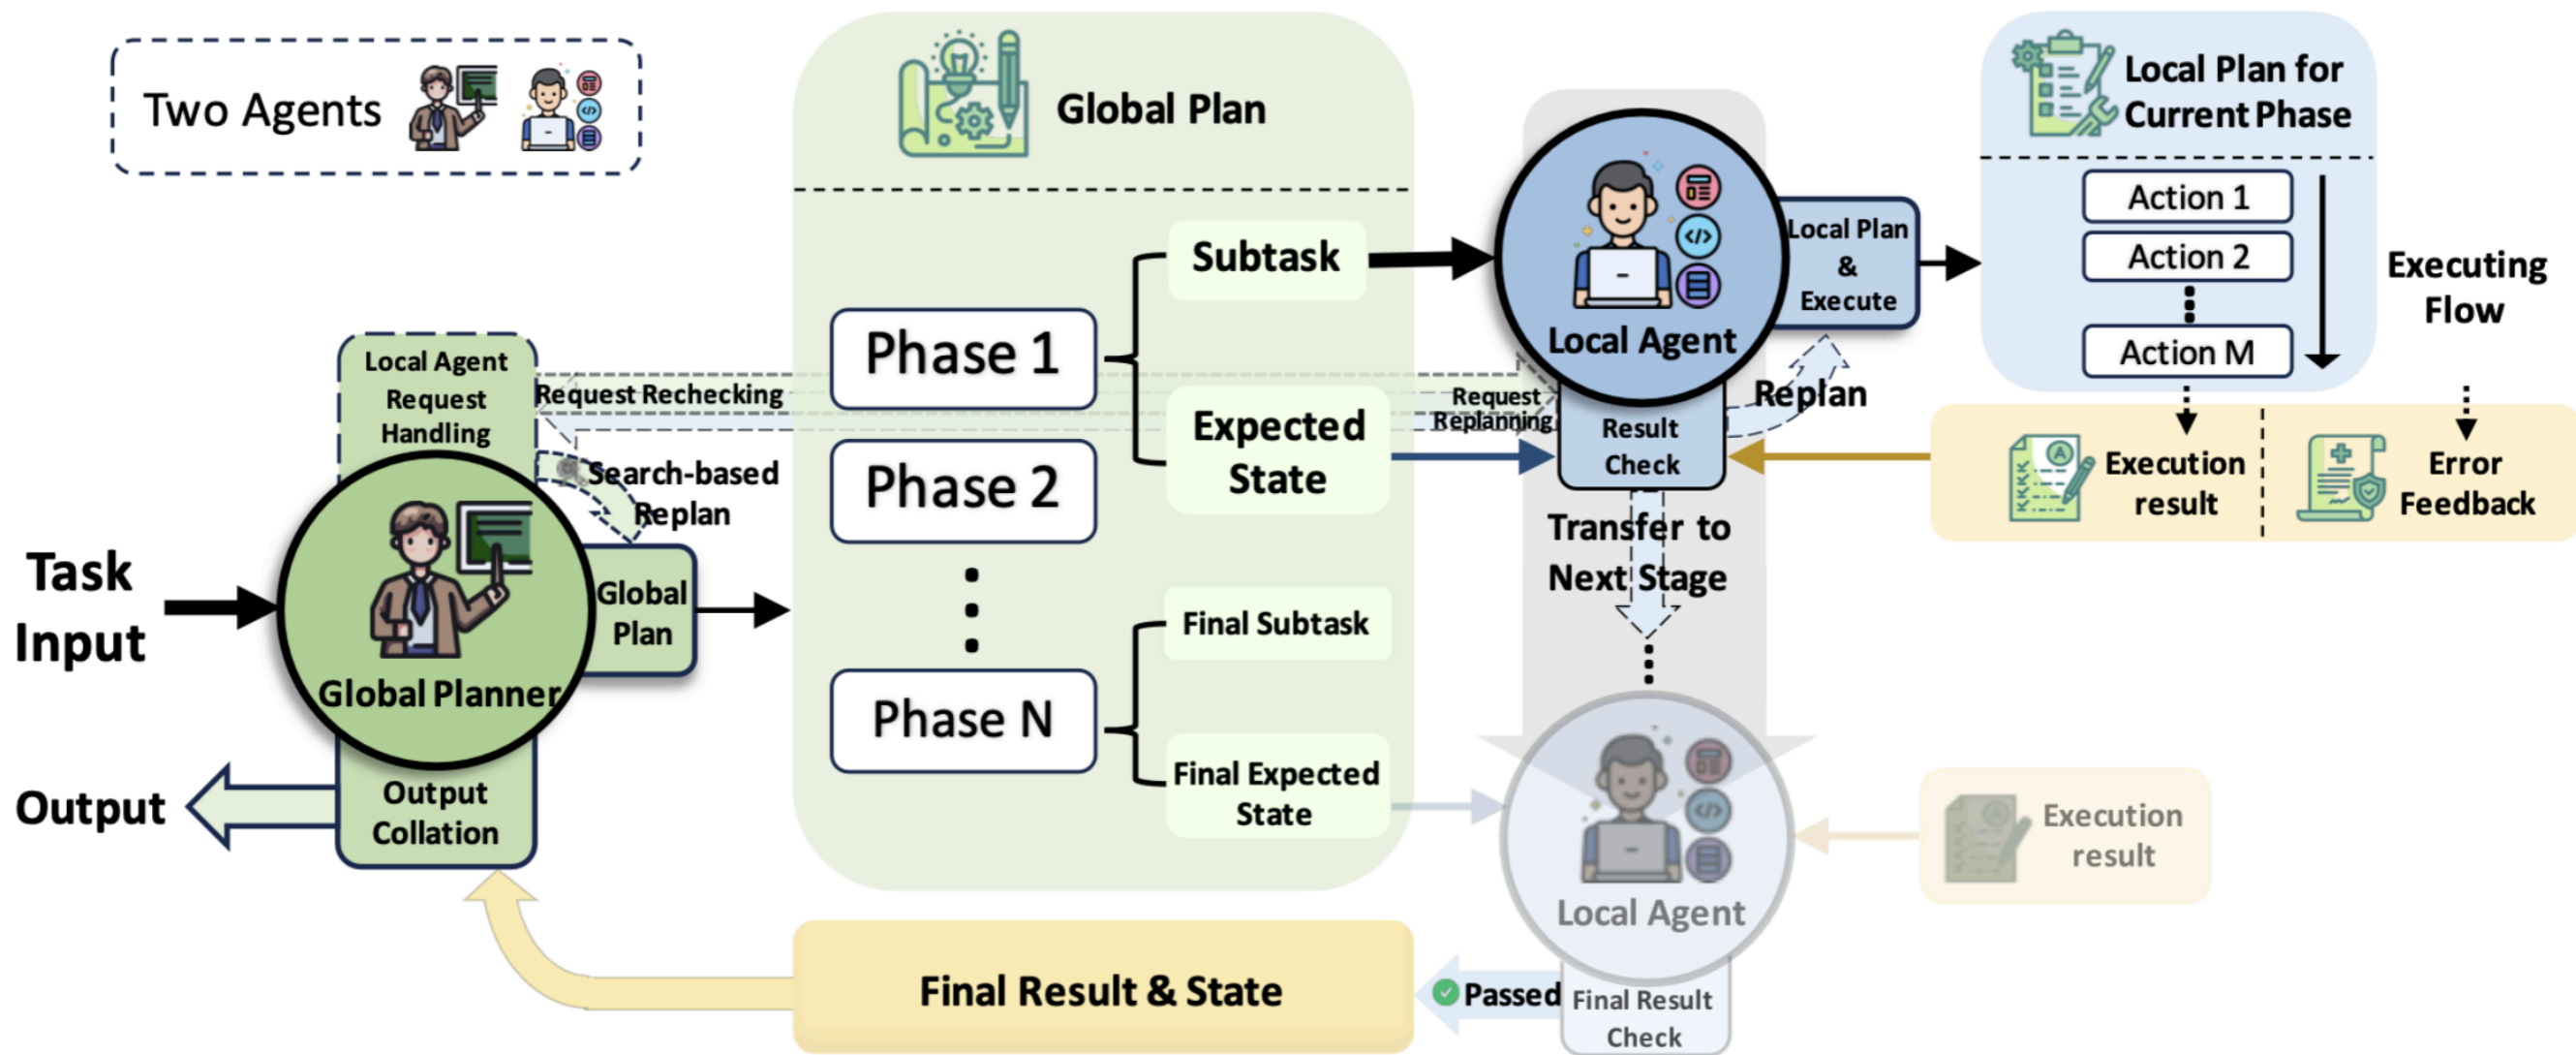 Two Agents
Global Plan
Local Plan for
Current Phase
Action 1
Action 2
Action M
Executing
Flow
Subtask
Local Agent
Local Plan
&
Execute
Phase 1
Expected
State
Phase 2
Local Agent
Request
Handling
Request Rechecking
Request
Replanning
Result
Check
Replan
Execution
result
Error
Feedback
Search-based
Replan
Transfer to
Next Stage
Task
Input
Global Planner
Global
Plan
Final Subtask
Phase N
Final Expected
State
Output
Output
Collation
Local Agent
Execution
result
Final Result & State
Passed
Final Result
Check